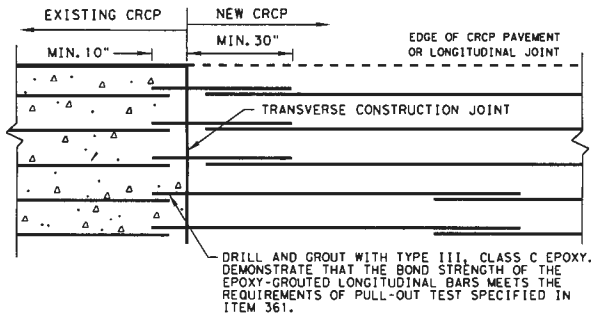 EXISTING CRCP
NEW CRCP
MIN. 10"
MIN. 30"
EDGE OF CRCP PAVEMENT
OR LONGITUDINAL JOINT
TRANSVERSE CONSTRUCTION JOINT
DRILL AND GROUT WITH TYPE III, CLASS C EPOXY.
DEMONSTRATE THAT THE BOND STRENGTH OF THE
EPOXY-GROUTED LONGITUDINAL BARS MEETS THE
REQUIREMENTS OF PULL-OUT TEST SPECIFIED IN
ITEM 361.